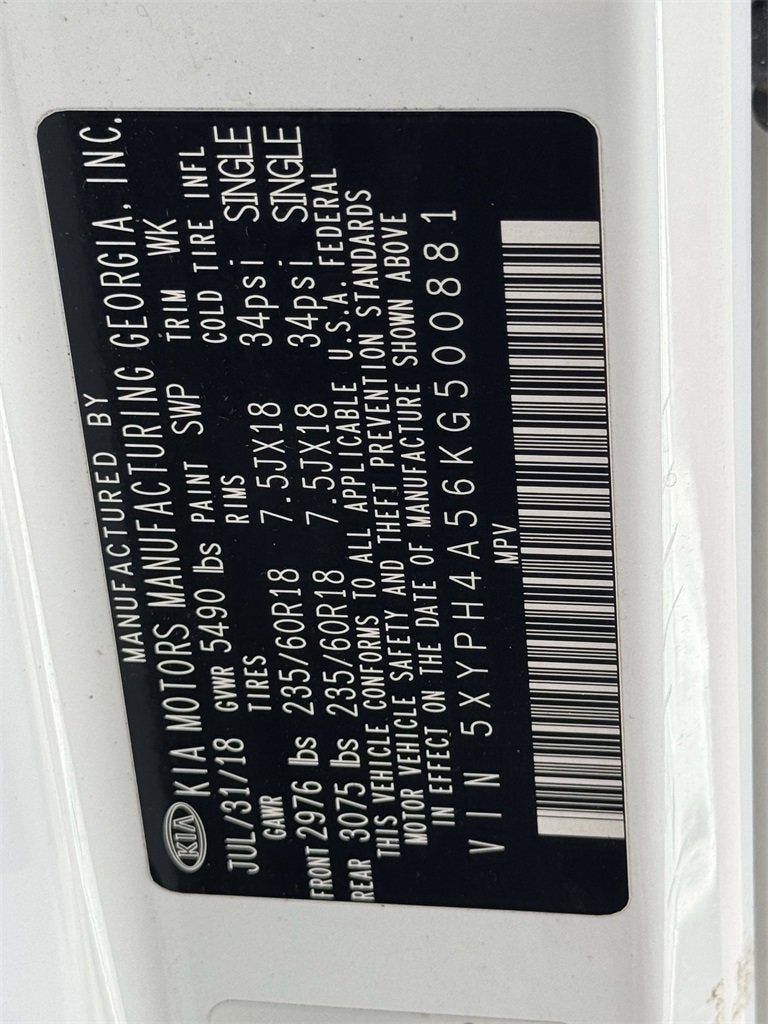 MANUFACTURED BY
KIA KIA MOTORS MANUFACTURING GEORGIA, INC.
JUL/31/18 GVWR 5490 lbs PAINT SWP TRIM WK
GAWR TIRES RIMS COLD TIRE INFL
FRONT 2976 lbs 235/60R18 7.5JX18 34psi SINGLE
REAR 3075 lbs 235/60R18 7.5JX18 34psi SINGLE
THIS VEHICLE CONFORMS TO ALL APPLICABLE U.S.A. FEDERAL
MOTOR VEHICLE SAFETY AND THEFT PREVENTION STANDARDS
IN EFFECT ON THE DATE OF MANUFACTURE SHOWN ABOVE
VIN 5XYPH4A56KG500881
MPV